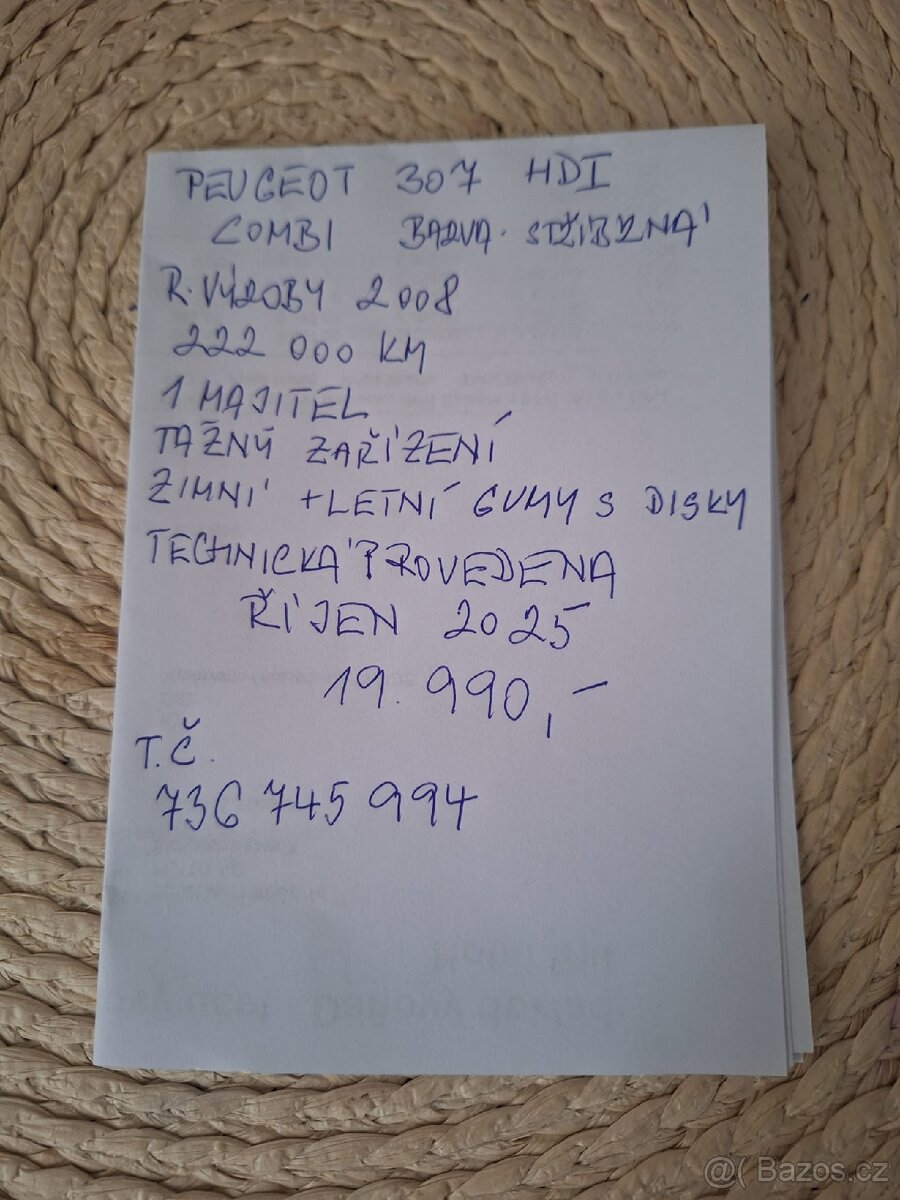 PEUGEOT 307 HDI
COMBI BARVA. STŘÍBRNÁ
R. VÝROBY 2008
222 000 KM
1 MAJITEL
TAŽNÝ ZAŘÍZENÍ
ZIMNÍ + LETNÍ GUMY S DISKY
TECHNICKÁ PROVEDENA
ŘÍJEN 2025
19.990,-
T.Č.
736 745 994
@( Bazos.cz